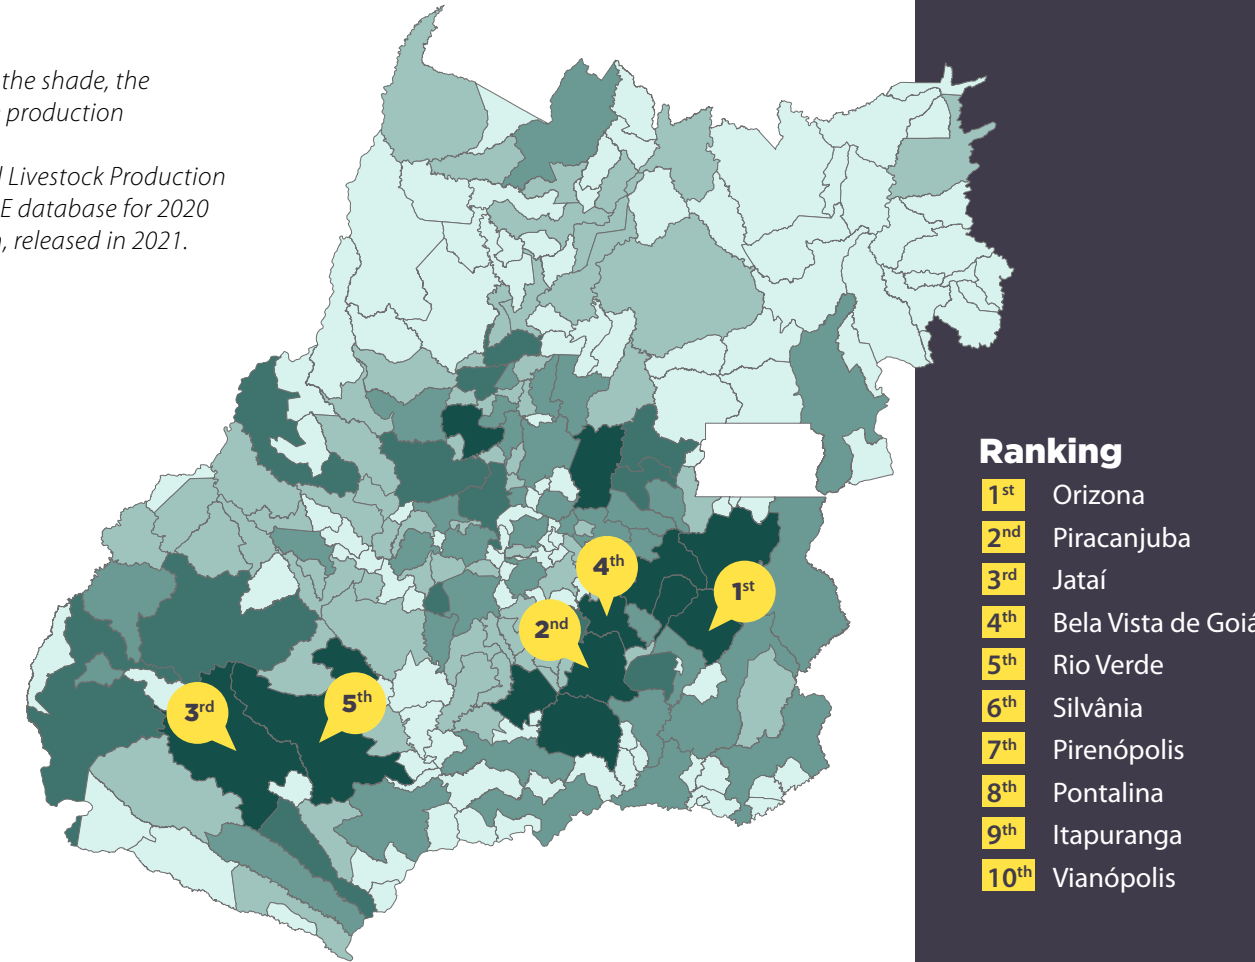 the shade, the
production
Livestock Production
E database for 2020
, released in 2021.
4th
1st
2nd
5th
3rd
Ranking
1st Orizona
2nd Piracanjuba
3rd Jataí
4th Bela Vista de Goiá
5th Rio Verde
6th Silvânia
7th Pirenópolis
8th Pontalina
9th Itapuranga
10th Vianópolis